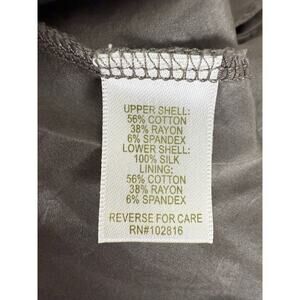 UPPER SHELL:
56% COTTON
38% RAYON
6% SPANDEX
LOWER SHELL:
100% SILK
LINING:
56% COTTON
38% RAYON
6% SPANDEX
REVERSE FOR CARE
RN#102816